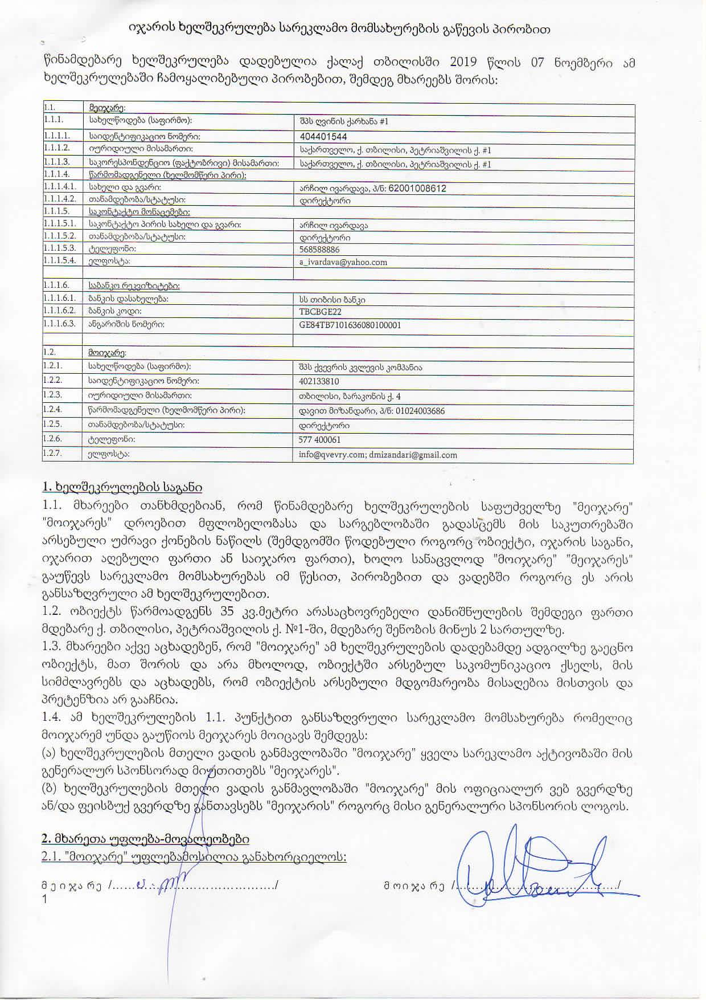 იჯარის ხელშეკრულება სარეკლამო მომსახურების გაწევის პირობით
წინამდებარე ხელშეკრულება დადებულია ქალაქ თბილისში 2019 წლის 07 ნოემბერი ამ
ხელშეკრულებაში ჩამოყალიბებული პირობებით, შემდეგ მხარეებს შორის:
1.1. მეიჯარე:
1.1.1. სახელწოდება (საფირმო): შპს ღვინის ქარხანა #1
1.1.1.1. საიდენტიფიკაციო ნომერი: 404401544
1.1.1.2. იურიდიული მისამართი: საქართველო, ქ. თბილისი, პეტრიაშვილის ქ. #1
1.1.1.3. საკორესპონდენციო (ფაქტობრივი) მისამართი: საქართველო, ქ. თბილისი, პეტრიაშვილის ქ. #1
1.1.1.4. წარმომადგენელი (ხელმომწერი პირი):
1.1.1.4.1. სახელი და გვარი: არჩილ ივარდავა, პ/ნ: 62001008612
1.1.1.4.2. თანამდებობა/სტატუსი: დირექტორი
1.1.1.5. საკონტაქტო მონაცემები:
1.1.1.5.1. საკონტაქტო პირის სახელი და გვარი: არჩილ ივარდავა
1.1.1.5.2. თანამდებობა/სტატუსი: დირექტორი
1.1.1.5.3. ტელეფონი: 568588886
1.1.1.5.4. ელფოსტა: a_ivardava@yahoo.com
1.1.1.6. საბანკო რეკვიზიტები:
1.1.1.6.1. ბანკის დასახელება: სს თიბისი ბანკი
1.1.1.6.2. ბანკის კოდი: TBCBGE22
1.1.1.6.3. ანგარიშის ნომერი: GE84TB7101636080100001
1.2. მოიჯარე:
1.2.1. სახელწოდება (საფირმო): შპს ქვევრის კვლევის კომპანია
1.2.2. საიდენტიფიკაციო ნომერი: 402133810
1.2.3. იურიდიული მისამართი: თბილისი, ბარაკონის ქ. 4
1.2.4. წარმომადგენელი (ხელმომწერი პირი): დავით მიზანდარი, პ/ნ: 01024003686
1.2.5. თანამდებობა/სტატუსი: დირექტორი
1.2.6. ტელეფონი: 577 400061
1.2.7. ელფოსტა: info@qvevry.com; dmizandari@gmail.com
1. ხელშეკრულების საგანი
1.1. მხარეები თანხმდებიან, რომ წინამდებარე ხელშეკრულების საფუძველზე "მეიჯარე"
"მოიჯარეს" დროებით მფლობელობასა და სარგებლობაში გადასცემს მის საკუთრებაში
არსებული უძრავი ქონების ნაწილს (შემდგომში წოდებული როგორც ობიექტი, იჯარის საგანი,
იჯარით აღებული ფართი ან საიჯარო ფართი), ხოლო სანაცვლოდ "მოიჯარე" "მეიჯარეს"
გაუწევს სარეკლამო მომსახურებას იმ წესით, პირობებით და ვადებში როგორც ეს არის
განსაზღვრული ამ ხელშეკრულებით.
1.2. ობიექტს წარმოადგენს 35 კვ.მეტრი არასაცხოვრებელი დანიშნულების შემდეგი ფართი
მდებარე ქ. თბილისი, პეტრიაშვილის ქ. №1-ში, მდებარე შენობის მინუს 2 სართულზე.
1.3. მხარეები აქვე აცხადებენ, რომ "მოიჯარე" ამ ხელშეკრულების დადებამდე ადგილზე გაეცნო
ობიექტს, მათ შორის და არა მხოლოდ, ობიექტში არსებულ საკომუნიკაციო ქსელს, მის
სიმძლავრებს და აცხადებს, რომ ობიექტის არსებული მდგომარეობა მისაღებია მისთვის და
პრეტენზია არ გააჩნია.
1.4. ამ ხელშეკრულების 1.1. პუნქტით განსაზღვრული სარეკლამო მომსახურება რომელიც
მოიჯარემ უნდა გაუწიოს მეიჯარეს მოიცავს შემდეგს:
(ა) ხელშეკრულების მთელი ვადის განმავლობაში "მოიჯარე" ყველა სარეკლამო აქტივობაში მის
გენერალურ სპონსორად მიუთითებს "მეიჯარეს".
(ბ) ხელშეკრულების მთელი ვადის განმავლობაში "მოიჯარე" მის ოფიციალურ ვებ გვერდზე
ან/და ფეისბუქ გვერდზე განთავსებს "მეიჯარის" როგორც მისი გენერალური სპონსორის ლოგოს.
2. მხარეთა უფლება-მოვალეობები
2.1. "მოიჯარე" უფლებამოსილია განახორციელოს:
მეიჯარე /......................................./ მოიჯარე /......................................./
1